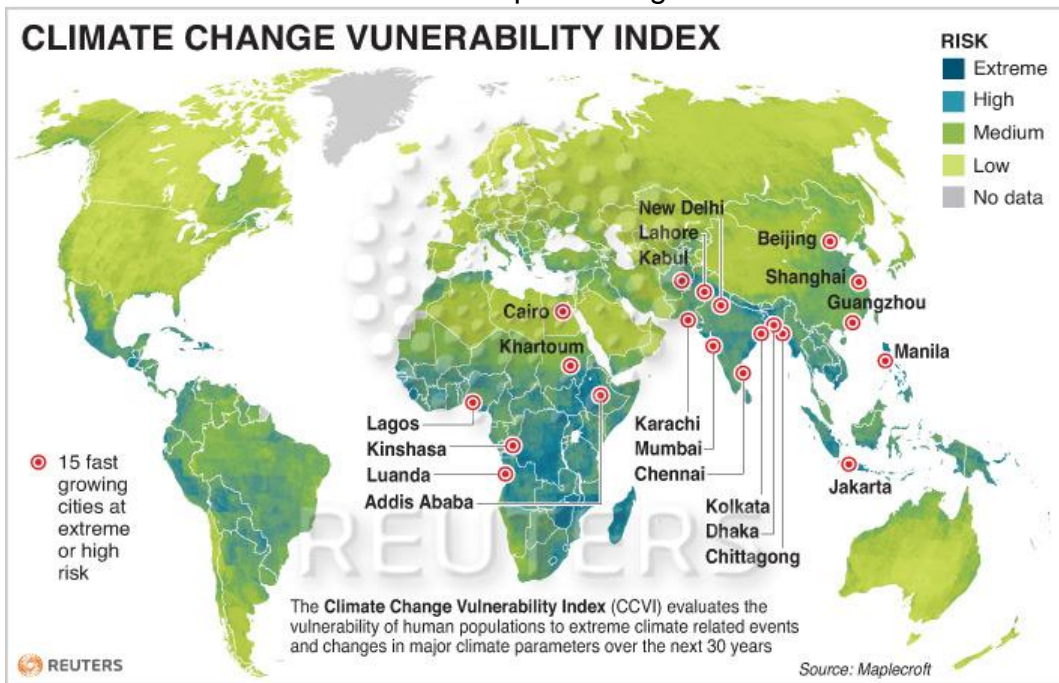 CLIMATE CHANGE VUNERABILITY INDEX
RISK
Extreme
High
Medium
Low
No data
New Delhi
Lahore
Kabul
Beijing
Shanghai
Guangzhou
Cairo
Khartoum
Manila
Lagos
Kinshasa
Luanda
Addis Ababa
Karachi
Mumbai
Chennai
Jakarta
Kolkata
Dhaka
Chittagong
15 fast
growing
cities at
extreme
or high
risk
REUTERS
The Climate Change Vulnerability Index (CCVI) evaluates the
vulnerability of human populations to extreme climate related events
and changes in major climate parameters over the next 30 years
REUTERS
Source: Maplecroft